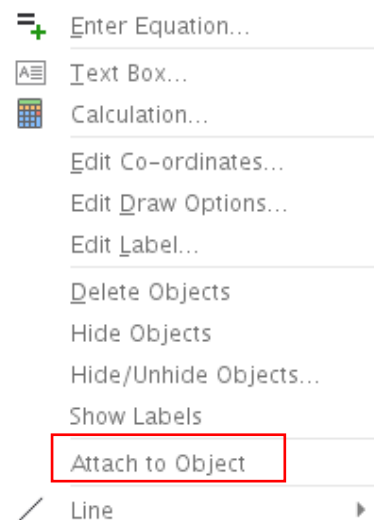 Enter Equation...
Text Box...
Calculation...
Edit Co-ordinates...
Edit Draw Options...
Edit Label...
Delete Objects
Hide Objects
Hide/Unhide Objects...
Show Labels
Attach to Object
Line